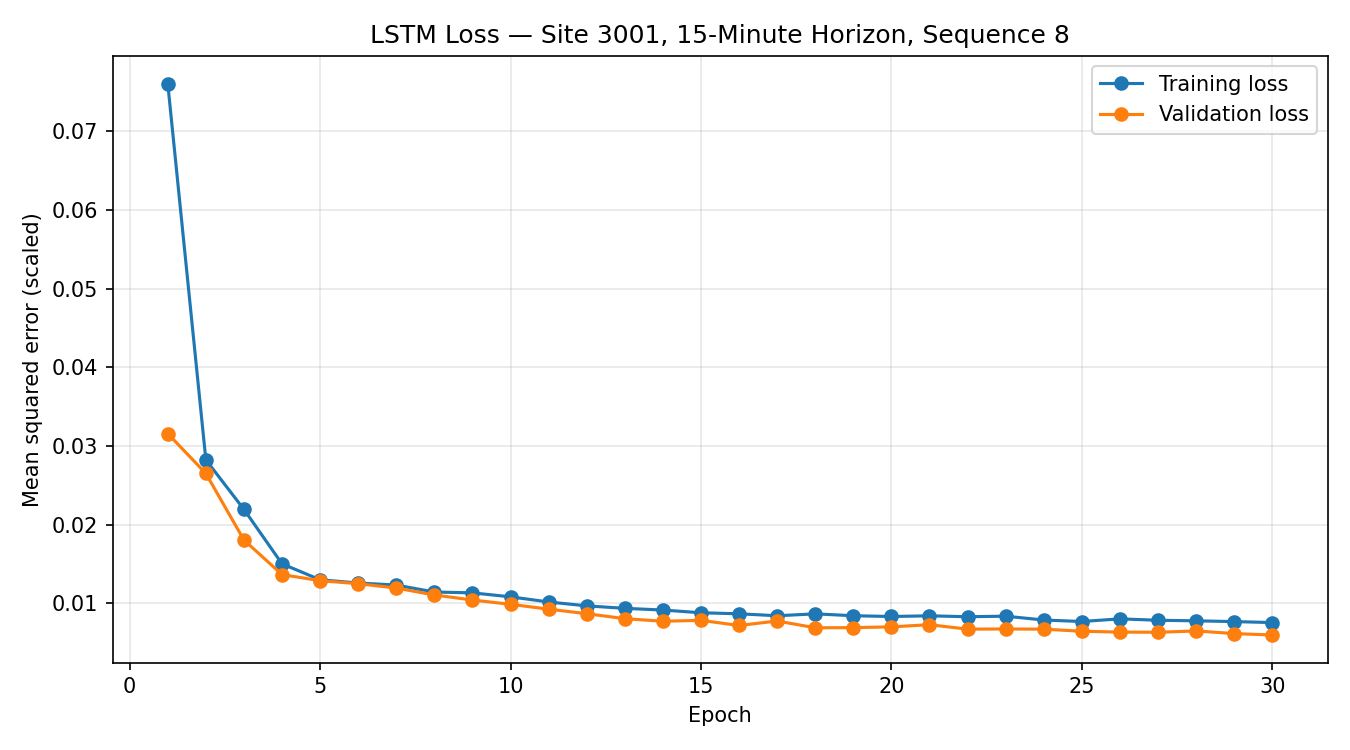 LSTM Loss — Site 3001, 15-Minute Horizon, Sequence 8
Training loss
Validation loss
Mean squared error (scaled)
0.07
0.06
0.05
0.04
0.03
0.02
0.01
0 5 10 15 20 25 30
Epoch